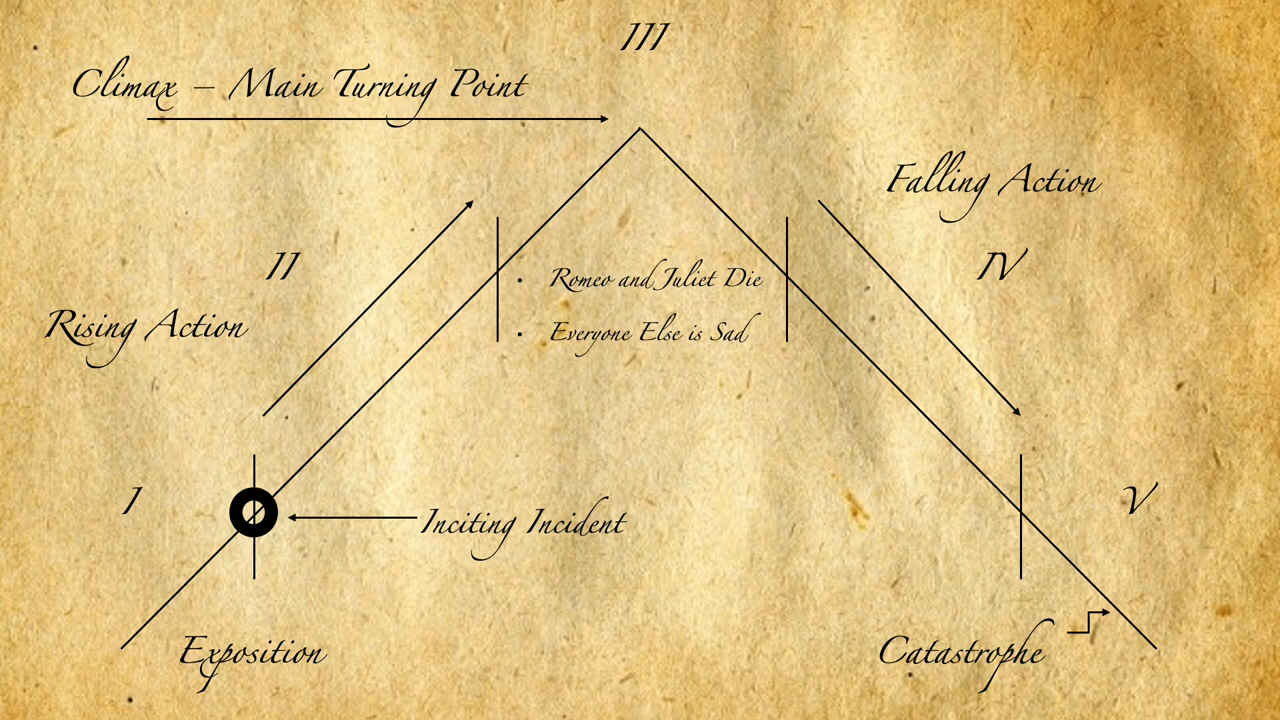 III
Climax – Main Turning Point
Falling Action
II
IV
• Romeo and Juliet Die
Rising Action
• Everyone Else is Sad
I
V
Inciting Incident
Exposition
Catastrophe